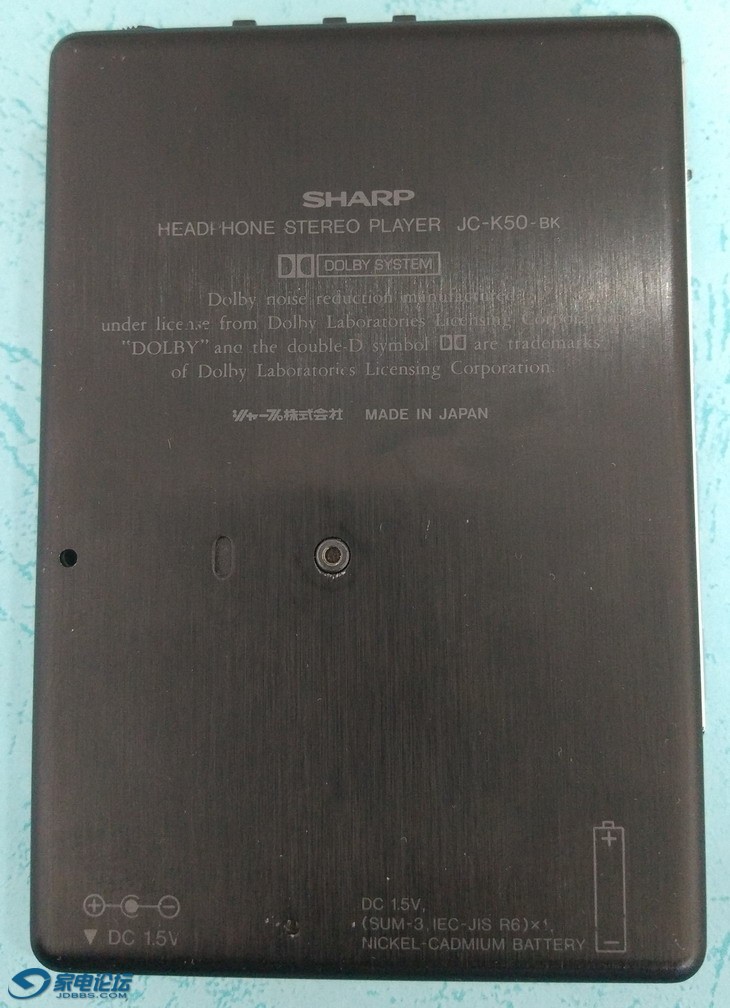 SHARP
HEADPHONE STEREO PLAYER JC-K50-BK
DOLBY SYSTEM
Dolby noise reduction manufactured
under license from Dolby Laboratories Licensing Corporation.
"DOLBY" and the double-D symbol are trademarks
of Dolby Laboratories Licensing Corporation.
シャープ株式会社 MADE IN JAPAN
DC 1.5V,
(SUM-3, IEC-JIS R6)×1,
NICKEL-CADMIUM BATTERY
+
−
+ −
▼ DC 1.5V
家电论坛
JDBBS.COM